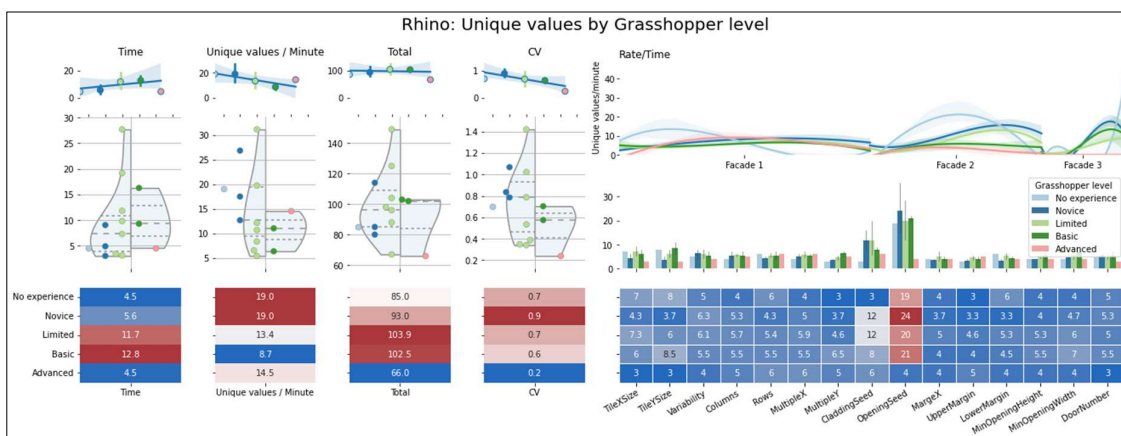 Rhino: Unique values by Grasshopper level
Time
Unique values / Minute
Total
CV
Rate/Time
20
0
20
0
100
0
1
0
Unique values/minute
40
30
20
10
0
Facade 1
Facade 2
Facade 3
30
25
20
15
10
5
30
25
20
15
10
5
140
120
100
80
60
1.4
1.2
1.0
0.8
0.6
0.4
0.2
Grasshopper level
No experience
Novice
Limited
Basic
Advanced
30
20
10
0
No experience 4.5 19.0 85.0 0.7 7 8 5 4 6 4 3 3 19 4 3 6 4 4 5
Novice 5.6 19.0 93.0 0.9 4.3 3.7 6.3 5.3 4.3 5 3.7 12 24 3.7 3.3 3.3 4 4.7 5.3
Limited 11.7 13.4 103.9 0.7 7.3 6 6.1 5.7 5.4 5.9 4.6 12 20 5 4.6 5.3 5.3 6 5
Basic 12.8 8.7 102.5 0.6 6 8.5 5.5 5.5 5.5 5.5 6.5 8 21 4 4 4.5 5.5 7 5.5
Advanced 4.5 14.5 66.0 0.2 3 3 4 5 6 6 5 4 4 4 5 4 4 4 3
Time
Unique values / Minute
Total
CV
TileXSize
TileYSize
Variability
Columns
Rows
MultipleX
MultipleY
CladdingSeed
OpeningSeed
MargeX
UpperMargin
LowerMargin
MinOpeningHeight
MinOpeningWidth
DoorNumber